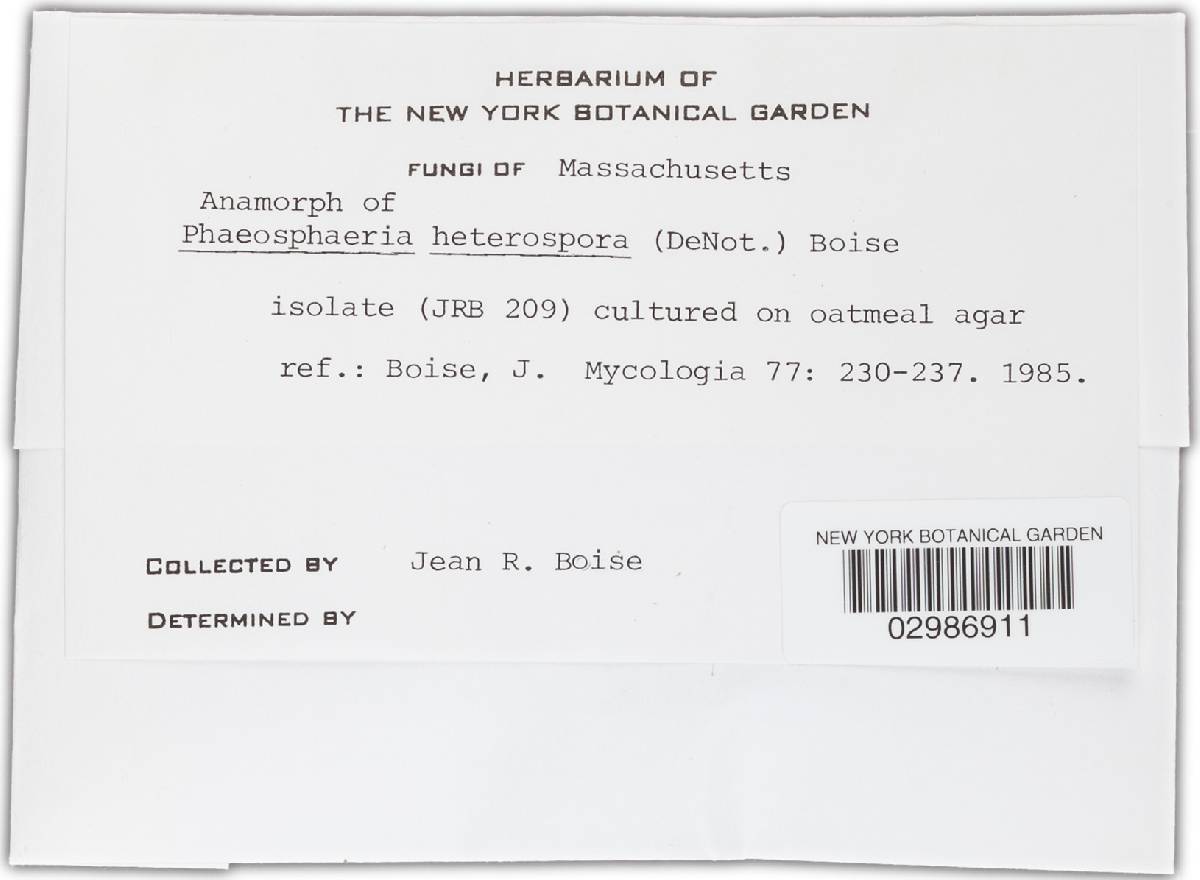 HERBARIUM OF
THE NEW YORK BOTANICAL GARDEN
FUNGI OF Massachusetts
Anamorph of
Phaeosphaeria heterospora (DeNot.) Boise
isolate (JRB 209) cultured on oatmeal agar
ref.: Boise, J. Mycologia 77: 230-237. 1985.
COLLECTED BY Jean R. Boise
DETERMINED BY
NEW YORK BOTANICAL GARDEN
02986911